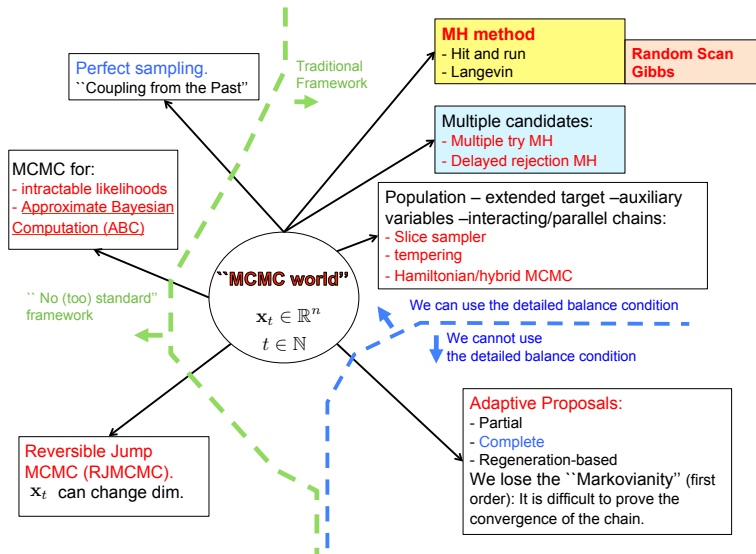 MH method
- Hit and run
- Langevin
Random Scan
Gibbs
Perfect sampling.
``Coupling from the Past''
Traditional
Framework
Multiple candidates:
- Multiple try MH
- Delayed rejection MH
MCMC for:
- intractable likelihoods
- Approximate Bayesian
Computation (ABC)
Population – extended target –auxiliary
variables –interacting/parallel chains:
- Slice sampler
- tempering
- Hamiltonian/hybrid MCMC
``MCMC world''
𝐱ₜ ∈ ℝⁿ
t ∈ ℕ
`` No (too) standard''
framework
We can use the detailed balance condition
We cannot use
the detailed balance condition
Reversible Jump
MCMC (RJMCMC).
𝐱ₜ can change dim.
Adaptive Proposals:
- Partial
- Complete
- Regeneration-based
We lose the ``Markovianity'' (first
order): It is difficult to prove the
convergence of the chain.